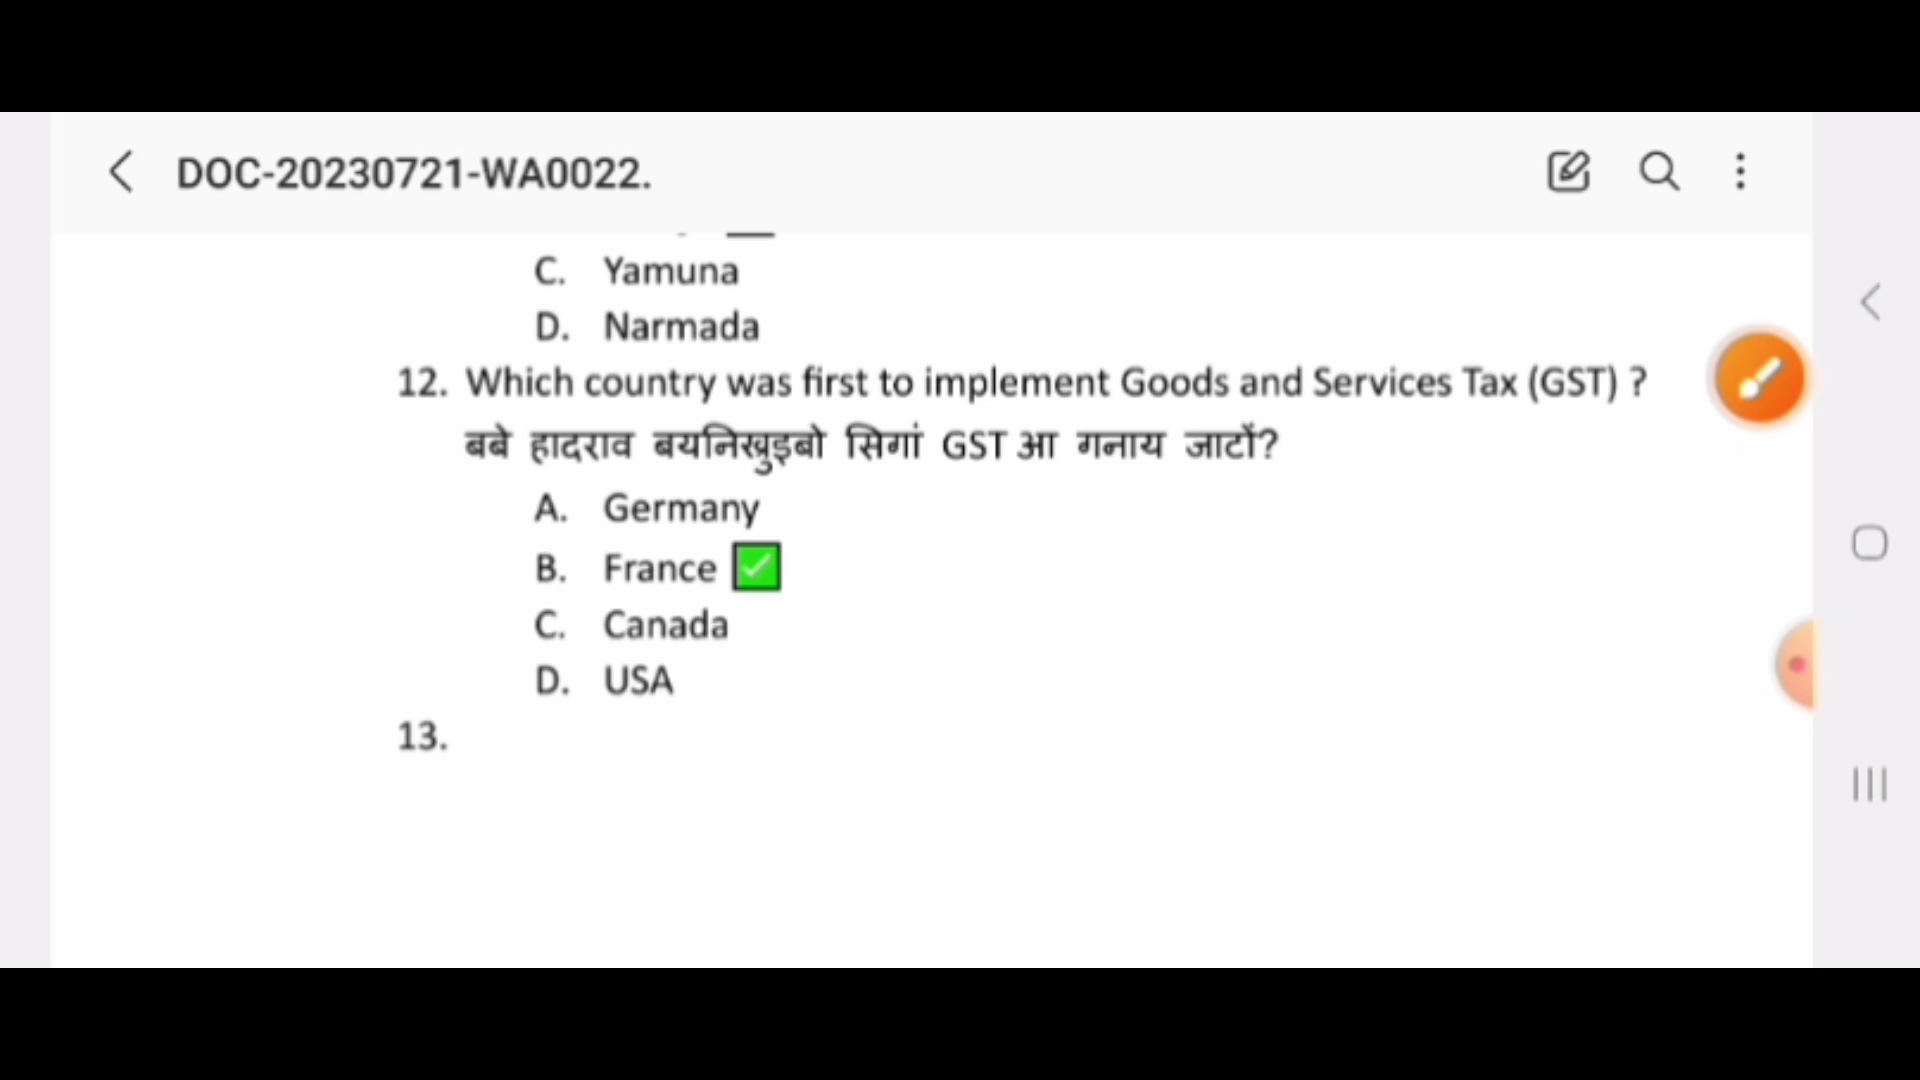 DOC-20230721-WA0022.
C. Yamuna
D. Narmada
12. Which country was first to implement Goods and Services Tax (GST) ?
बबे हादराव बयनिखुइबो सिगां GST आ गनाय जाटों?
A. Germany
B. France ✓
C. Canada
D. USA
13.